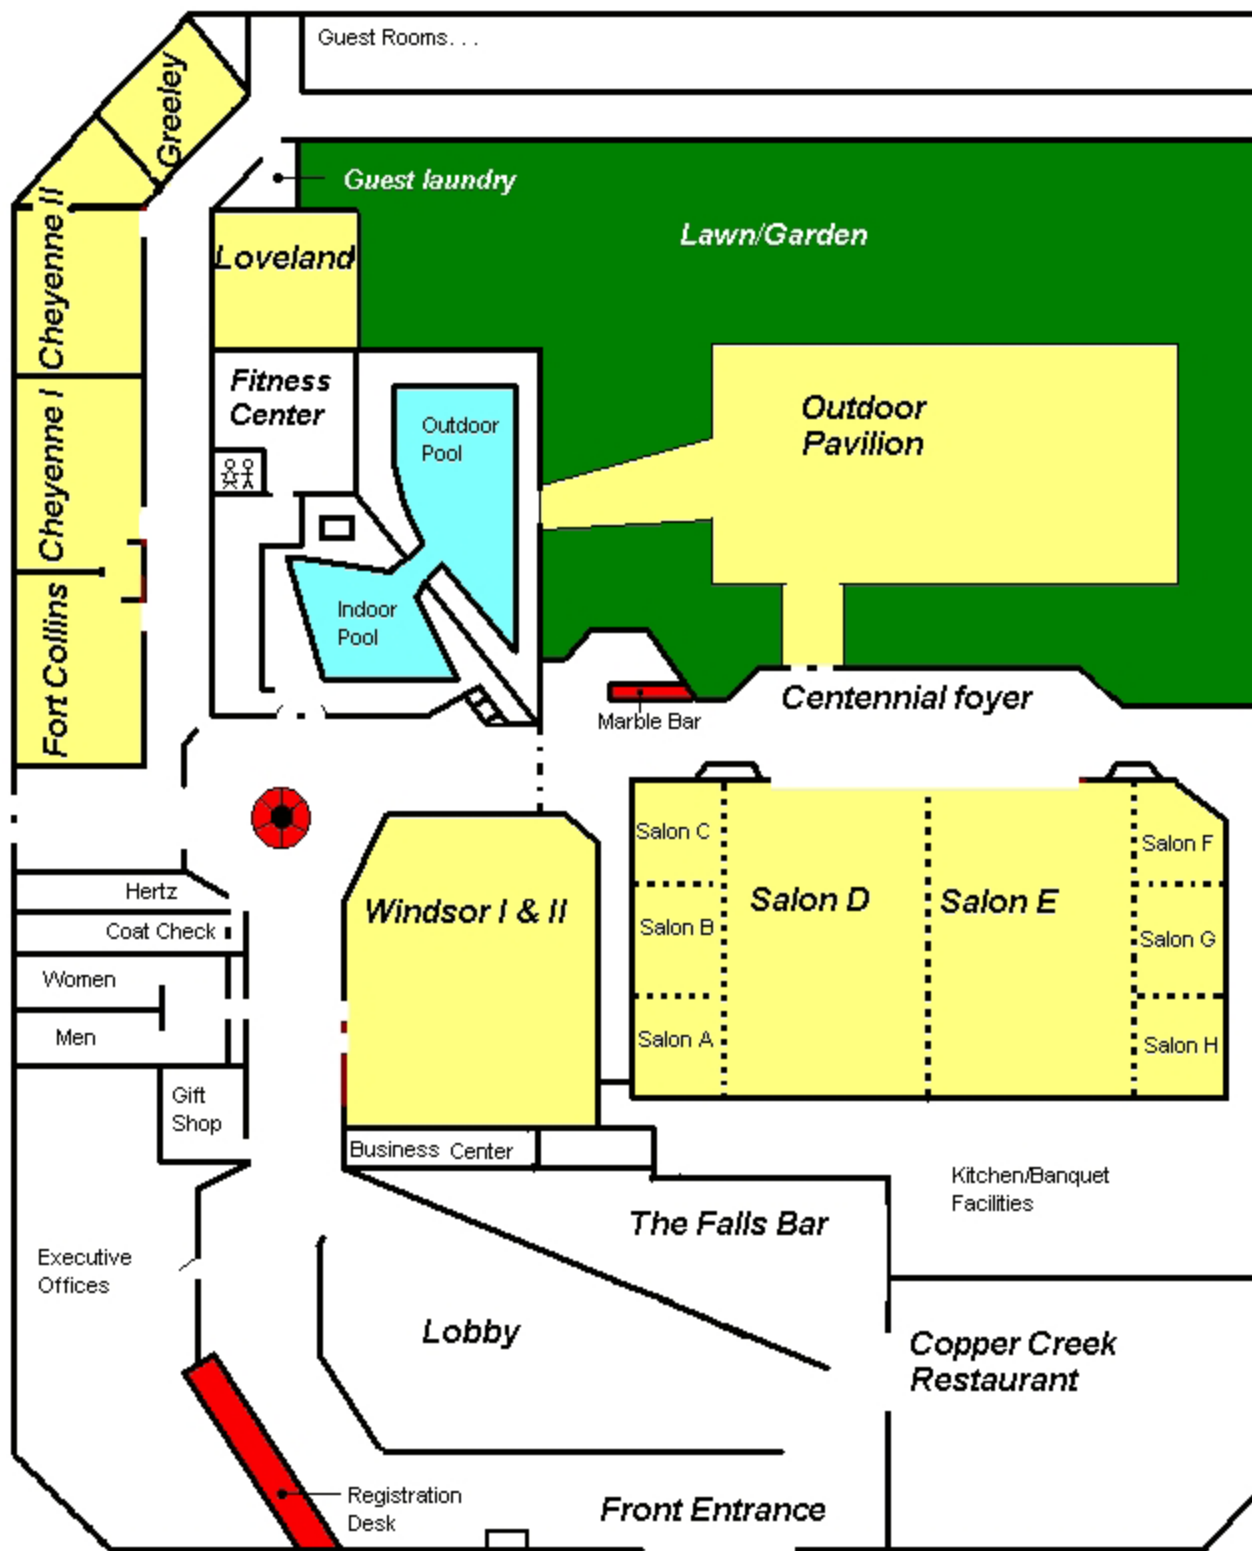 Guest Rooms. . .
Greeley
Guest laundry
Lawn/Garden
Cheyenne II
Loveland
Fitness
Center
Outdoor
Pool
Outdoor
Pavilion
Cheyenne I
Indoor
Pool
Fort Collins
Marble Bar
Centennial foyer
Salon C
Salon F
Hertz
Windsor I & II
Salon D
Salon E
Coat Check
Salon B
Salon G
Women
Men
Salon A
Salon H
Gift
Shop
Business Center
Kitchen/Banquet
Facilities
The Falls Bar
Executive
Offices
Lobby
Copper Creek
Restaurant
Registration
Desk
Front Entrance